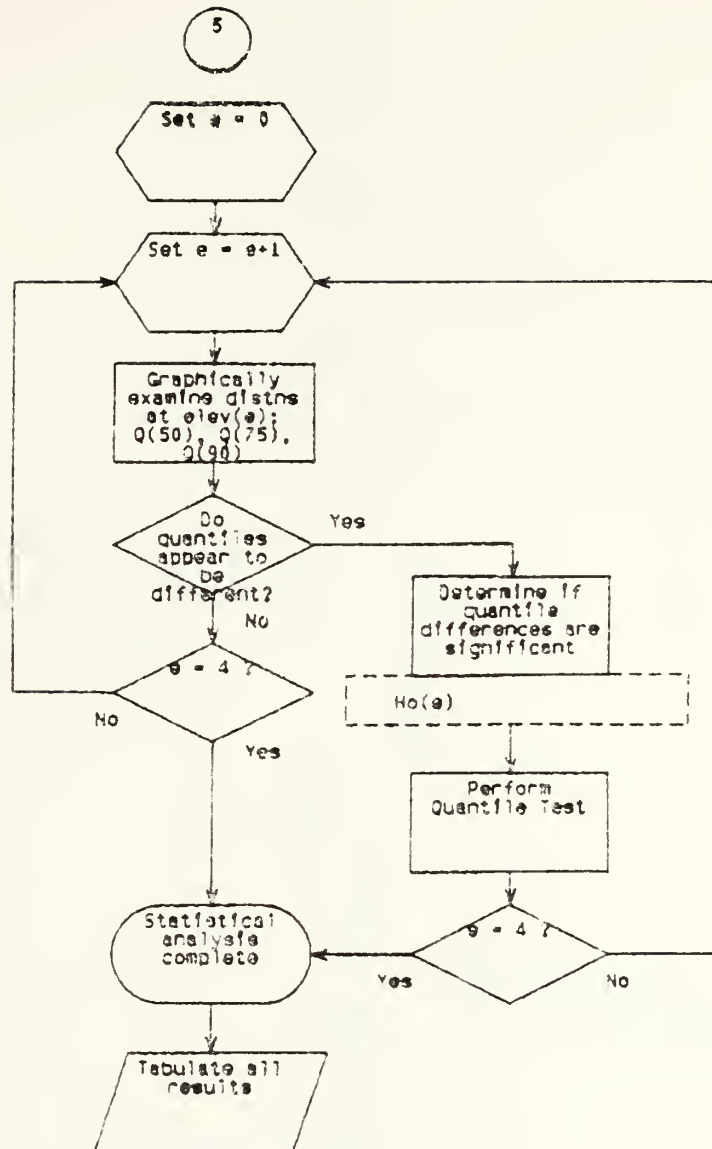 5
Set e = 0
Set e = e+1
Graphically
examine distns
at elev(e):
Q(50), Q(75),
Q(90)
Do
quantiles
appear to
be
different?
Yes
No
Determine if
quantile
differences are
significant
Ho(e)
e = 4 ?
No
Yes
Perform
Quantile Test
e = 4 ?
Yes
No
Statistical
analysis
complete
Tabulate all
results